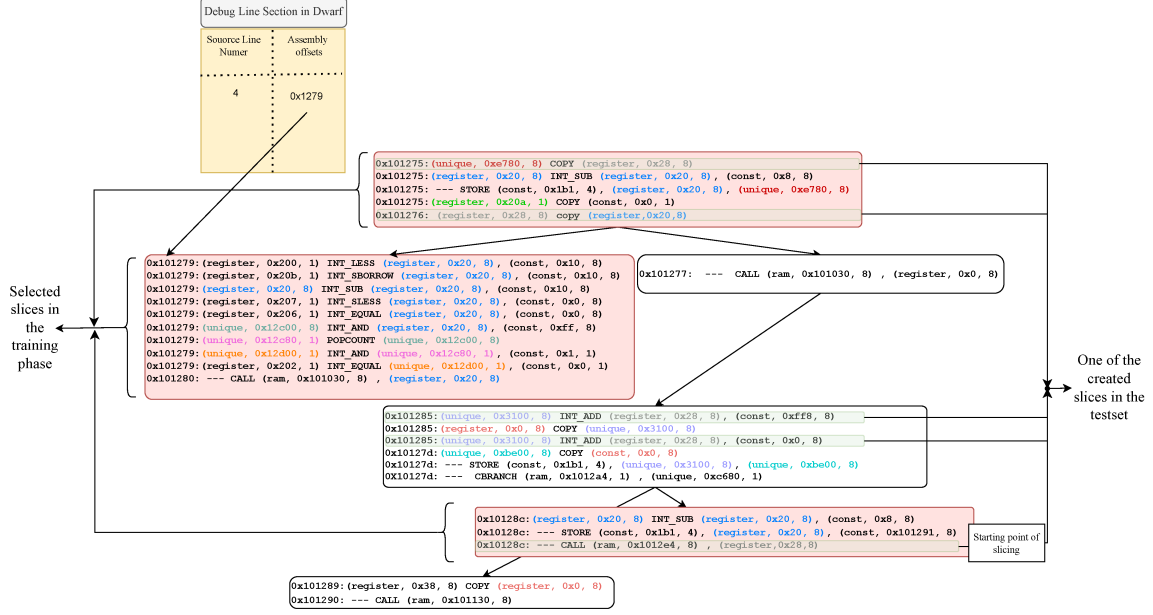 Debug Line Section in Dwarf
Souorce Line
Numer
Assembly
offsets
4
0x1279
0x101275:(unique, 0xe780, 8) COPY (register, 0x28, 8)
0x101275: (register, 0x20, 8) INT_SUB (register, 0x20, 8), (const, 0x8, 8)
0x101275: --- STORE (const, 0x1b1, 4), (register, 0x20, 8), (unique, 0xe780, 8)
0x101275:(register, 0x20a, 1) COPY (const, 0x0, 1)
0x101276: (register, 0x28, 8) copy (register,0x20,8)
0x101279:(register, 0x200, 1) INT_LESS (register, 0x20, 8), (const, 0x10, 8)
0x101279:(register, 0x20b, 1) INT_SBORROW (register, 0x20, 8), (const, 0x10, 8)
0x101279:(register, 0x20, 8) INT_SUB (register, 0x20, 8), (const, 0x10, 8)
0x101279:(register, 0x207, 1) INT_SLESS (register, 0x20, 8), (const, 0x0, 8)
0x101279:(register, 0x206, 1) INT_EQUAL (register, 0x20, 8), (const, 0x0, 8)
0x101279:(unique, 0x12c00, 8) INT_AND (register, 0x20, 8), (const, 0xff, 8)
0x101279:(unique, 0x12c80, 1) POPCOUNT (unique, 0x12c00, 8)
0x101279:(unique, 0x12d00, 1) INT_AND (unique, 0x12c80, 1), (const, 0x1, 1)
0x101279:(register, 0x202, 1) INT_EQUAL (unique, 0x12d00, 1), (const, 0x0, 1)
0x101280: --- CALL (ram, 0x101030, 8) , (register, 0x20, 8)
0x101277: --- CALL (ram, 0x101030, 8) , (register, 0x0, 8)
Selected
slices in
the
training
phase
One of the
created
slices in the
testset
0x101285:(unique, 0x3100, 8) INT_ADD (register, 0x28, 8), (const, 0xff8, 8)
0x101285:(register, 0x0, 8) COPY (unique, 0x3100, 8)
0x101285:(unique, 0x3100, 8) INT_ADD (register, 0x28, 8), (const, 0x0, 8)
0x10127d:(unique, 0xbe00, 8) COPY (const, 0x0, 8)
0x10127d: --- STORE (const, 0x1b1, 4), (unique, 0x3100, 8), (unique, 0xbe00, 8)
0X10127d: --- CBRANCH (ram, 0x1012a4, 1) , (unique, 0xc680, 1)
0x10128c:(register, 0x20, 8) INT_SUB (register, 0x20, 8), (const, 0x8, 8)
0x10128c: --- STORE (const, 0x1b1, 4), (register, 0x20, 8), (const, 0x101291, 8)
0x10128c: --- CALL (ram, 0x1012e4, 8) , (register,0x28,8)
Starting point of
slicing
0x101289:(register, 0x38, 8) COPY (register, 0x0, 8)
0x101290: --- CALL (ram, 0x101130, 8)